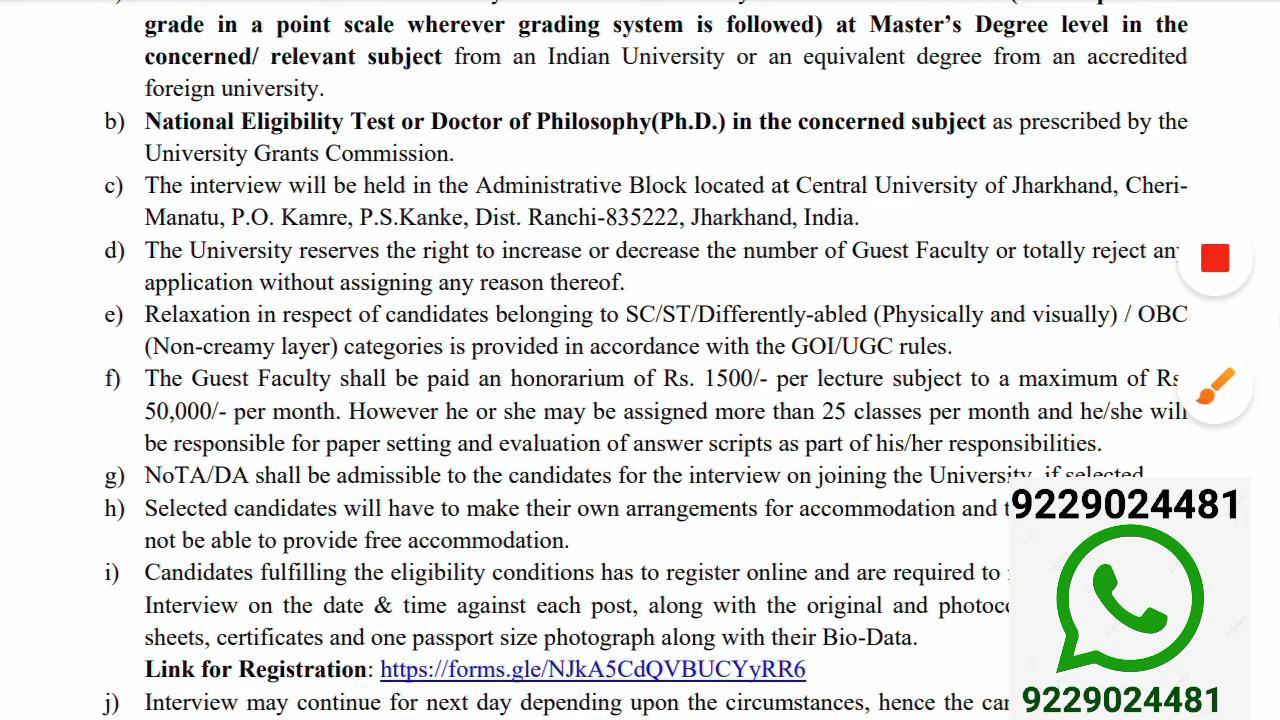 grade in a point scale wherever grading system is followed) at Master's Degree level in the
concerned/ relevant subject from an Indian University or an equivalent degree from an accredited
foreign university.
b) National Eligibility Test or Doctor of Philosophy(Ph.D.) in the concerned subject as prescribed by the
University Grants Commission.
c) The interview will be held in the Administrative Block located at Central University of Jharkhand, Cheri-
Manatu, P.O. Kamre, P.S.Kanke, Dist. Ranchi-835222, Jharkhand, India.
d) The University reserves the right to increase or decrease the number of Guest Faculty or totally reject any
application without assigning any reason thereof.
e) Relaxation in respect of candidates belonging to SC/ST/Differently-abled (Physically and visually) / OBC
(Non-creamy layer) categories is provided in accordance with the GOI/UGC rules.
f) The Guest Faculty shall be paid an honorarium of Rs. 1500/- per lecture subject to a maximum of Rs
50,000/- per month. However he or she may be assigned more than 25 classes per month and he/she will
be responsible for paper setting and evaluation of answer scripts as part of his/her responsibilities.
g) NoTA/DA shall be admissible to the candidates for the interview on joining the University, if selected
h) Selected candidates will have to make their own arrangements for accommodation and
not be able to provide free accommodation.
i) Candidates fulfilling the eligibility conditions has to register online and are required to
Interview on the date & time against each post, along with the original and
sheets, certificates and one passport size photograph along with their Bio-Data.
Link for Registration: https://forms.gle/NJkA5CdQVBUCYyRR6
j) Interview may continue for next day depending upon the circumstances, hence the
9229024481
9229024481